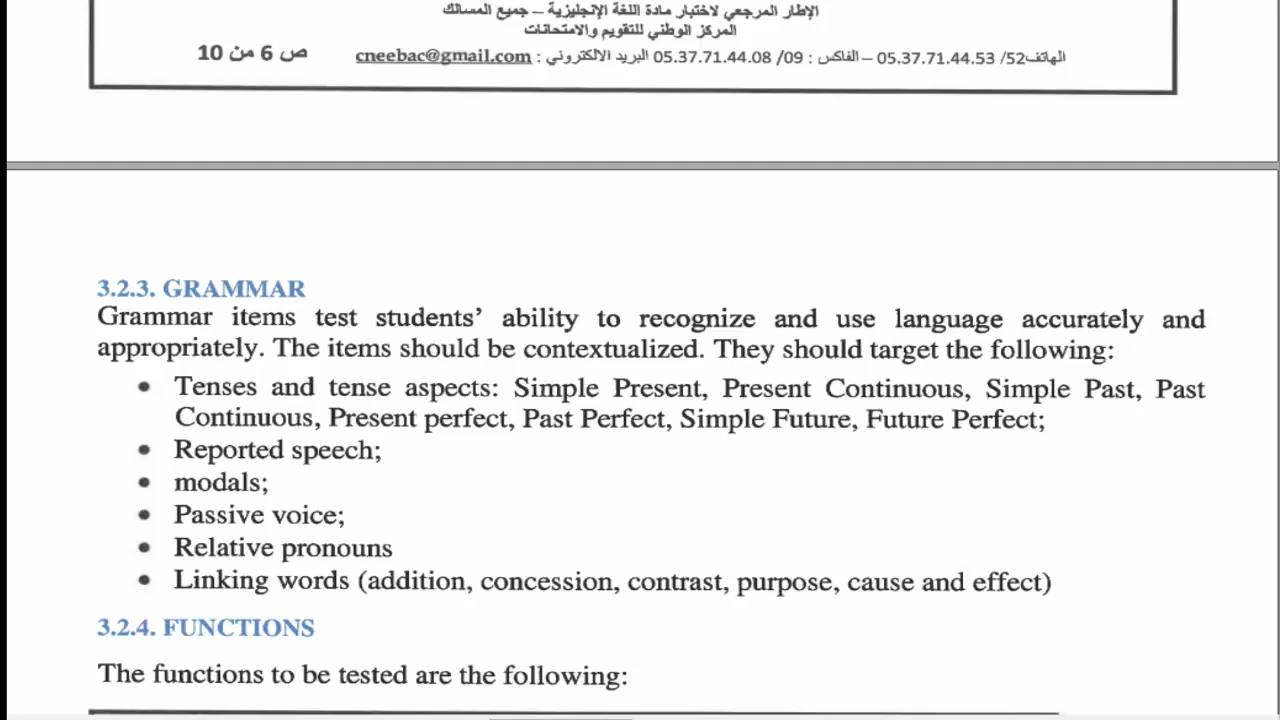 الإطار المرجعي لاختبار مادة اللغة الإنجليزية – جميع المسالك
المركز الوطني للتقويم والامتحانات
الهاتف52/ 05.37.71.44.53 – الفاكس : 09/ 05.37.71.44.08 البريد الالكتروني : cneebac@gmail.com ص 6 من 10
3.2.3. GRAMMAR
Grammar items test students’ ability to recognize and use language accurately and
appropriately. The items should be contextualized. They should target the following:
• Tenses and tense aspects: Simple Present, Present Continuous, Simple Past, Past
Continuous, Present perfect, Past Perfect, Simple Future, Future Perfect;
• Reported speech;
• modals;
• Passive voice;
• Relative pronouns
• Linking words (addition, concession, contrast, purpose, cause and effect)
3.2.4. FUNCTIONS
The functions to be tested are the following: